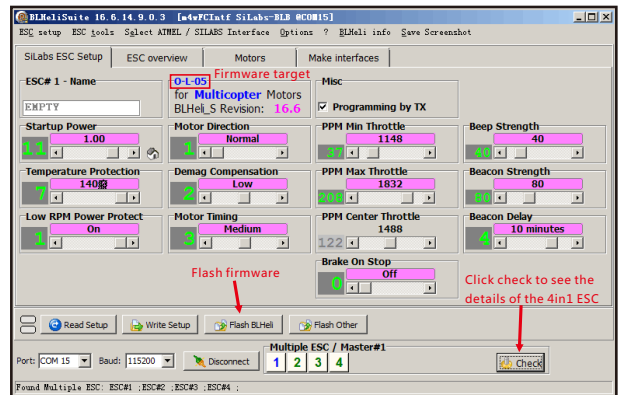 BLHeliSuite 16.6.14.9.0.3 [m4wFCIntf SiLabs-BLB @COM15]
ESC setup ESC tools Select ATMEL / SILABS Interface Options ? BLHeli info Save Screenshot
SiLabs ESC Setup ESC overview Motors Make interfaces
ESC# 1 - Name
EMPTY
O-L-05 Firmware target
for Multicopter Motors
BLHeli_S Revision: 16.6
Misc
Programming by TX
Startup Power
1.00
11
Motor Direction
Normal
1
PPM Min Throttle
1148
37
Beep Strength
40
40
Temperature Protection
140髮
7
Demag Compensation
Low
2
PPM Max Throttle
1832
208
Beacon Strength
80
80
Low RPM Power Protect
On
1
Motor Timing
Medium
3
PPM Center Throttle
1488
122
Beacon Delay
10 minutes
4
Brake On Stop
Off
0
Flash firmware
Click check to see the
details of the 4in1 ESC
Read Setup Write Setup Flash BLHeli Flash Other
Port: COM 15 Baud: 115200 Disconnect
Multiple ESC / Master#1
1 2 3 4
Check
Found Multiple ESC: ESC#1 ;ESC#2 ;ESC#3 ;ESC#4 ;